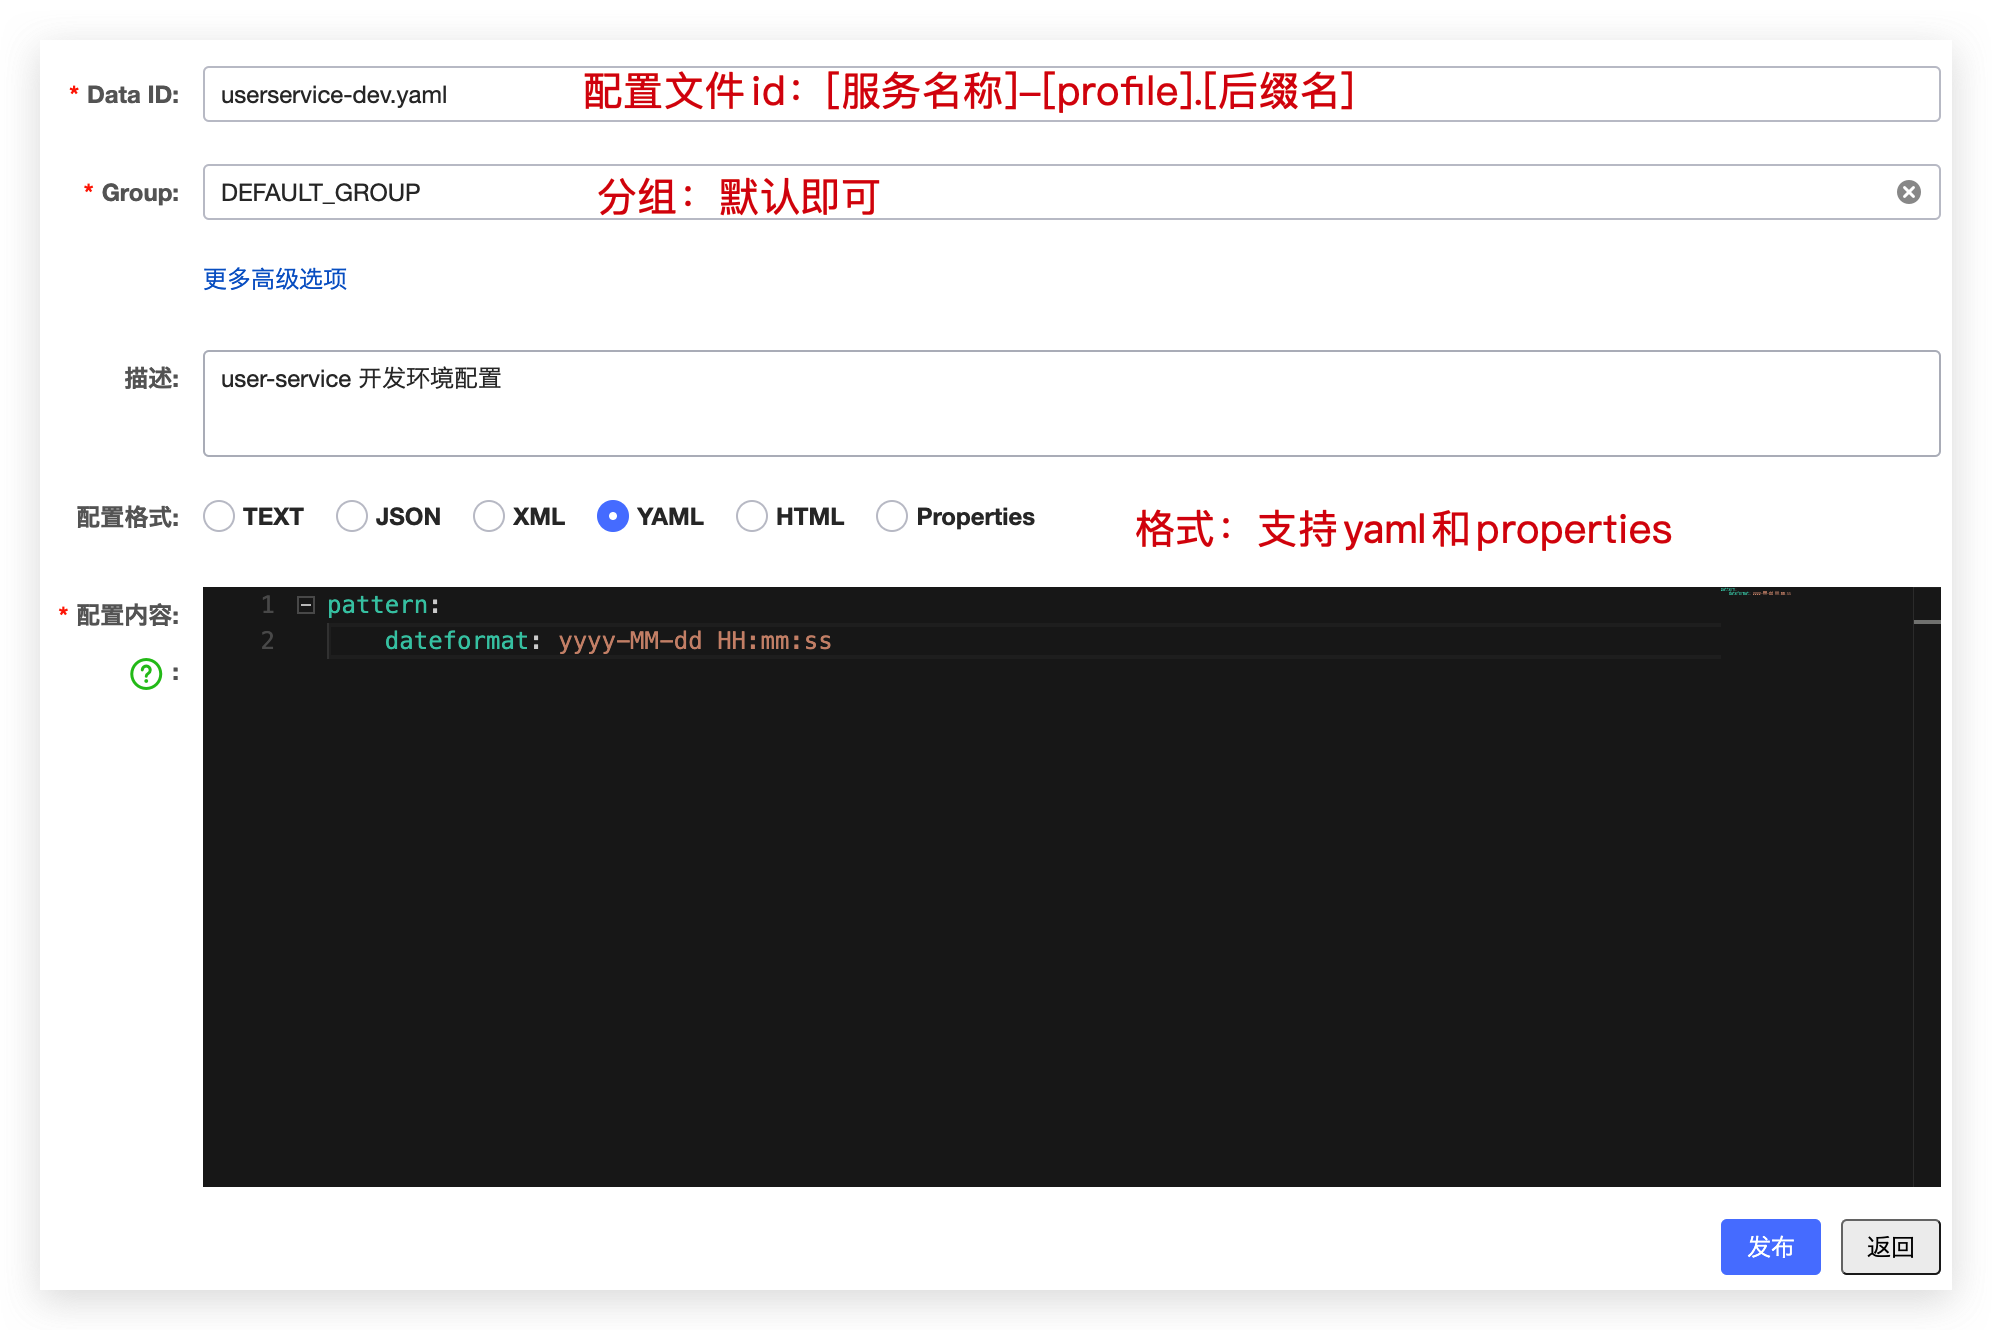 * Data ID: userservice-dev.yaml 配置文件id：[服务名称]-[profile].[后缀名]
* Group: DEFAULT_GROUP 分组：默认即可
更多高级选项
描述: user-service 开发环境配置
配置格式: TEXT JSON XML YAML HTML Properties 格式：支持yaml和properties
* 配置内容: 1 pattern:
2 dateformat: yyyy-MM-dd HH:mm:ss
? :
发布 返回